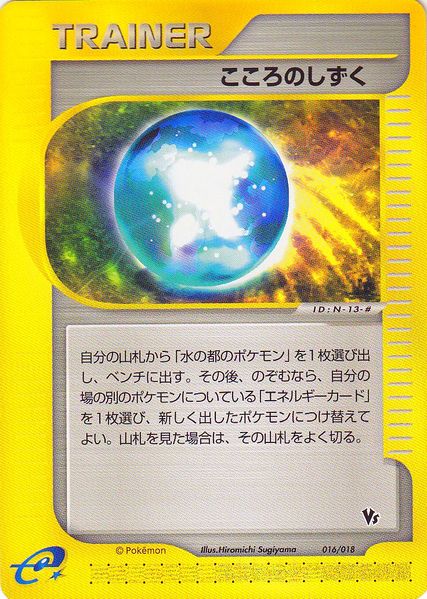 TRAINER
こころのしずく
ID:N-13-#
自分の山札から「水の都のポケモン」を1枚選び出
し、ベンチに出す。その後、のぞむなら、自分の
場の別のポケモンについている「エネルギーカード」
を1枚選び、新しく出したポケモンにつけ替えて
よい。山札を見た場合は、その山札をよく切る。
VS
e
© Pokémon Illus.Hiromichi Sugiyama 016/018